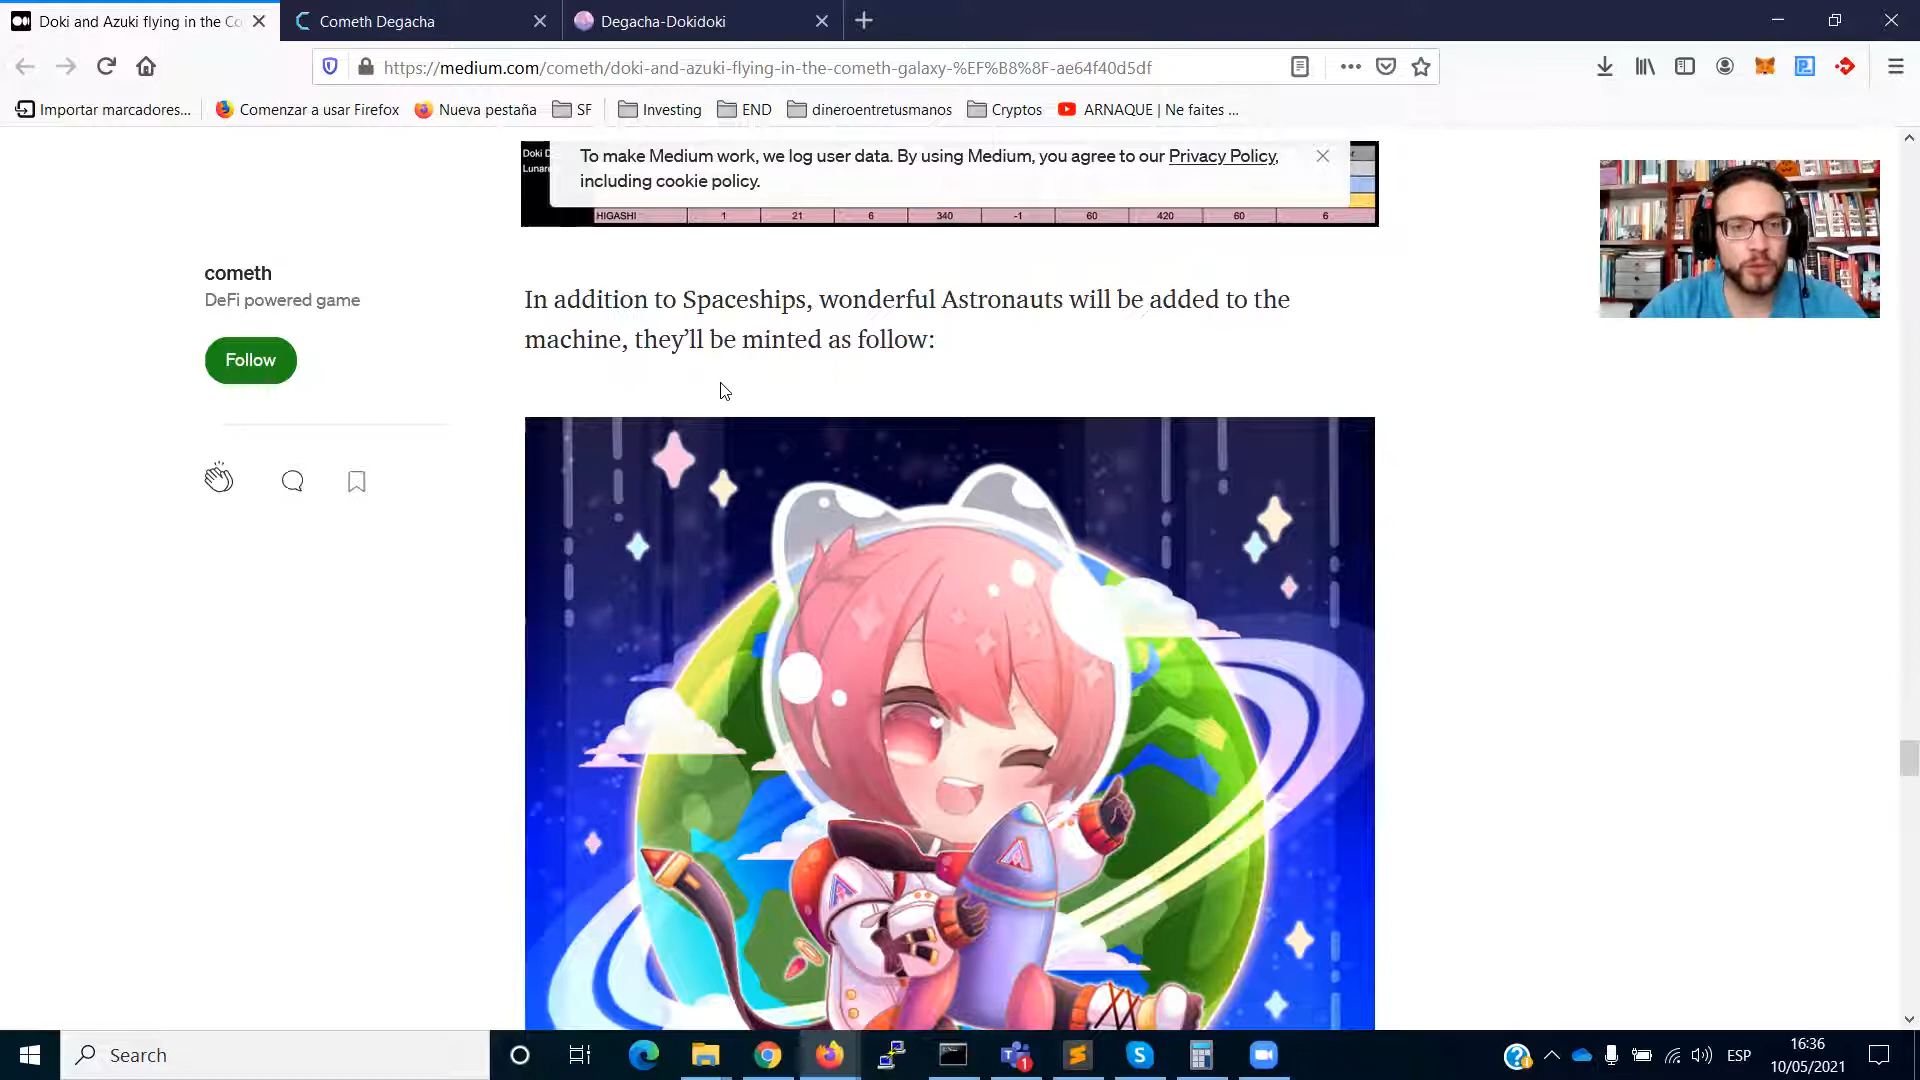 Doki and Azuki flying in the Co
Cometh Degacha
Degacha-Dokidoki
https://medium.com/cometh/doki-and-azuki-flying-in-the-cometh-galaxy-%EF%B8%8F-ae64f40d5df
Importar marcadores...
Comenzar a usar Firefox
Nueva pestaña
SF
Investing
END
dineroentretusmanos
Cryptos
ARNAQUE | Ne faites ...
Doki D
Lunar
To make Medium work, we log user data. By using Medium, you agree to our Privacy Policy,
including cookie policy.
HIGASHI 1 21 6 340 -1 60 420 60 6
cometh
DeFi powered game
Follow
In addition to Spaceships, wonderful Astronauts will be added to the
machine, they’ll be minted as follow:
Search
1
ESP
16:36
10/05/2021